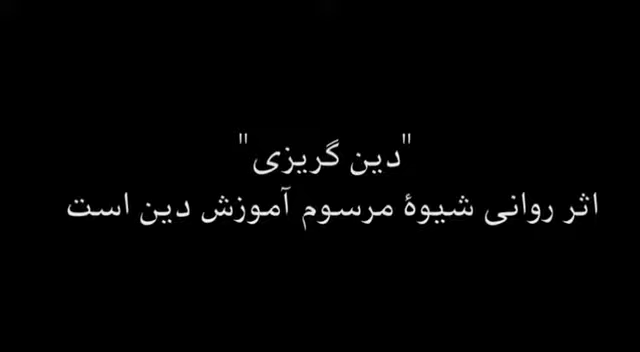 "دین گریزی"
اثر روانی شیوهٔ مرسوم آموزش دین است